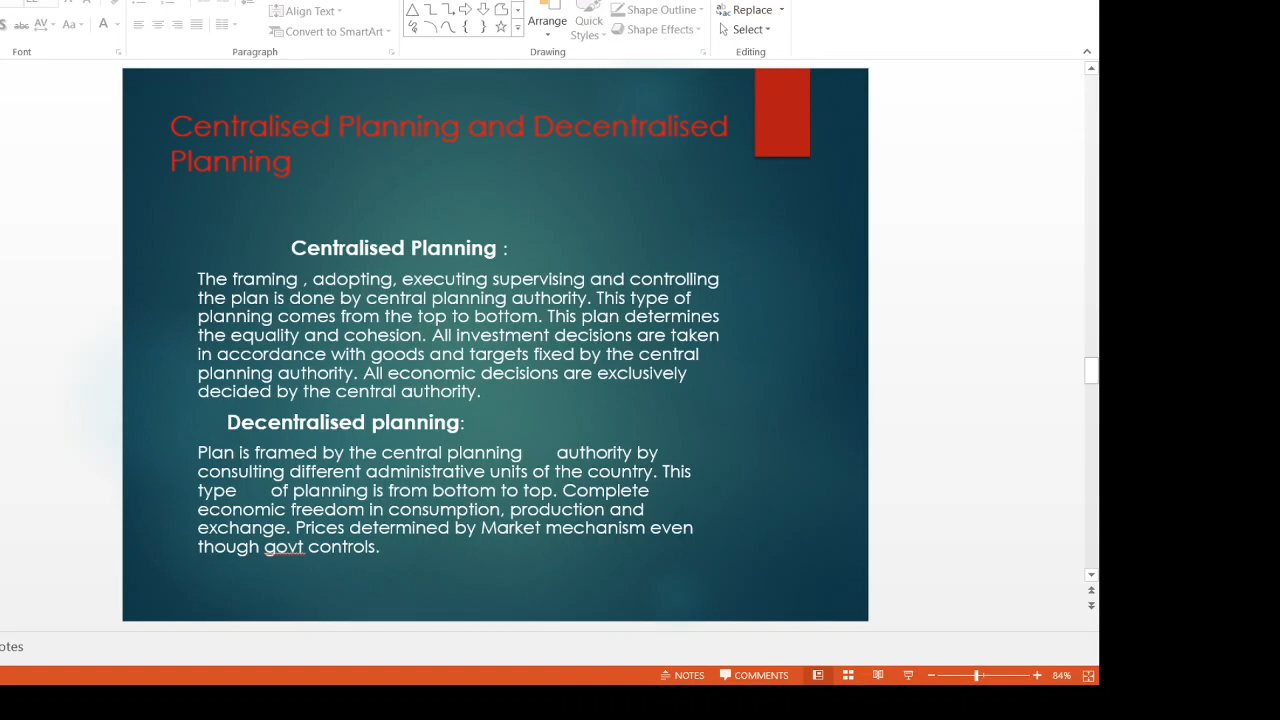 Align Text
Replace
Shape Outline
abc AV Aa A
Convert to SmartArt
Arrange Quick Styles
Shape Effects
Select
Font Paragraph Drawing Editing
Centralised Planning and Decentralised
Planning
Centralised Planning :
The framing , adopting, executing supervising and controlling
the plan is done by central planning authority. This type of
planning comes from the top to bottom. This plan determines
the equality and cohesion. All investment decisions are taken
in accordance with goods and targets fixed by the central
planning authority. All economic decisions are exclusively
decided by the central authority.
Decentralised planning:
Plan is framed by the central planning authority by
consulting different administrative units of the country. This
type of planning is from bottom to top. Complete
economic freedom in consumption, production and
exchange. Prices determined by Market mechanism even
though govt controls.
otes
NOTES COMMENTS 84%